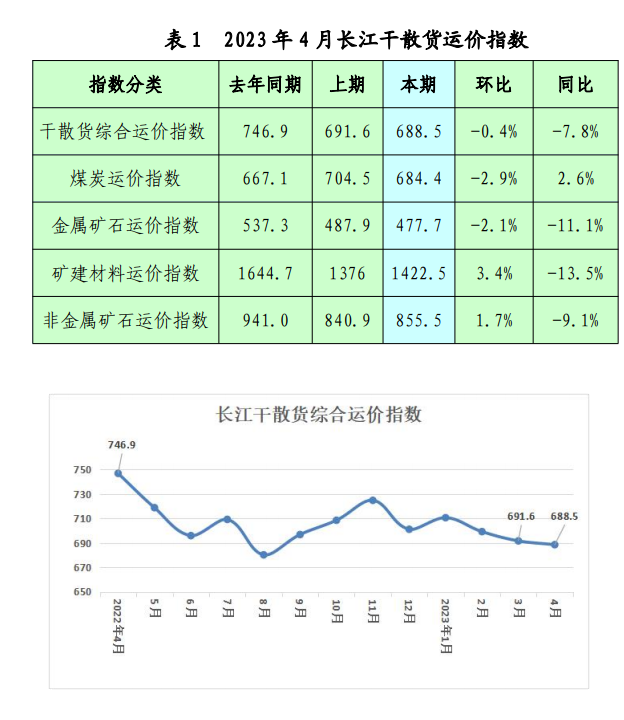 表1 2023年4月长江干散货运价指数
指数分类 去年同期 上期 本期 环比 同比
干散货综合运价指数 746.9 691.6 688.5 -0.4% -7.8%
煤炭运价指数 667.1 704.5 684.4 -2.9% 2.6%
金属矿石运价指数 537.3 487.9 477.7 -2.1% -11.1%
矿建材料运价指数 1644.7 1376 1422.5 3.4% -13.5%
非金属矿石运价指数 941.0 840.9 855.5 1.7% -9.1%
长江干散货综合运价指数
746.9
750
730
710
691.6 688.5
690
670
650
2022年4月 5月 6月 7月 8月 9月 10月 11月 12月 2023年1月 2月 3月 4月